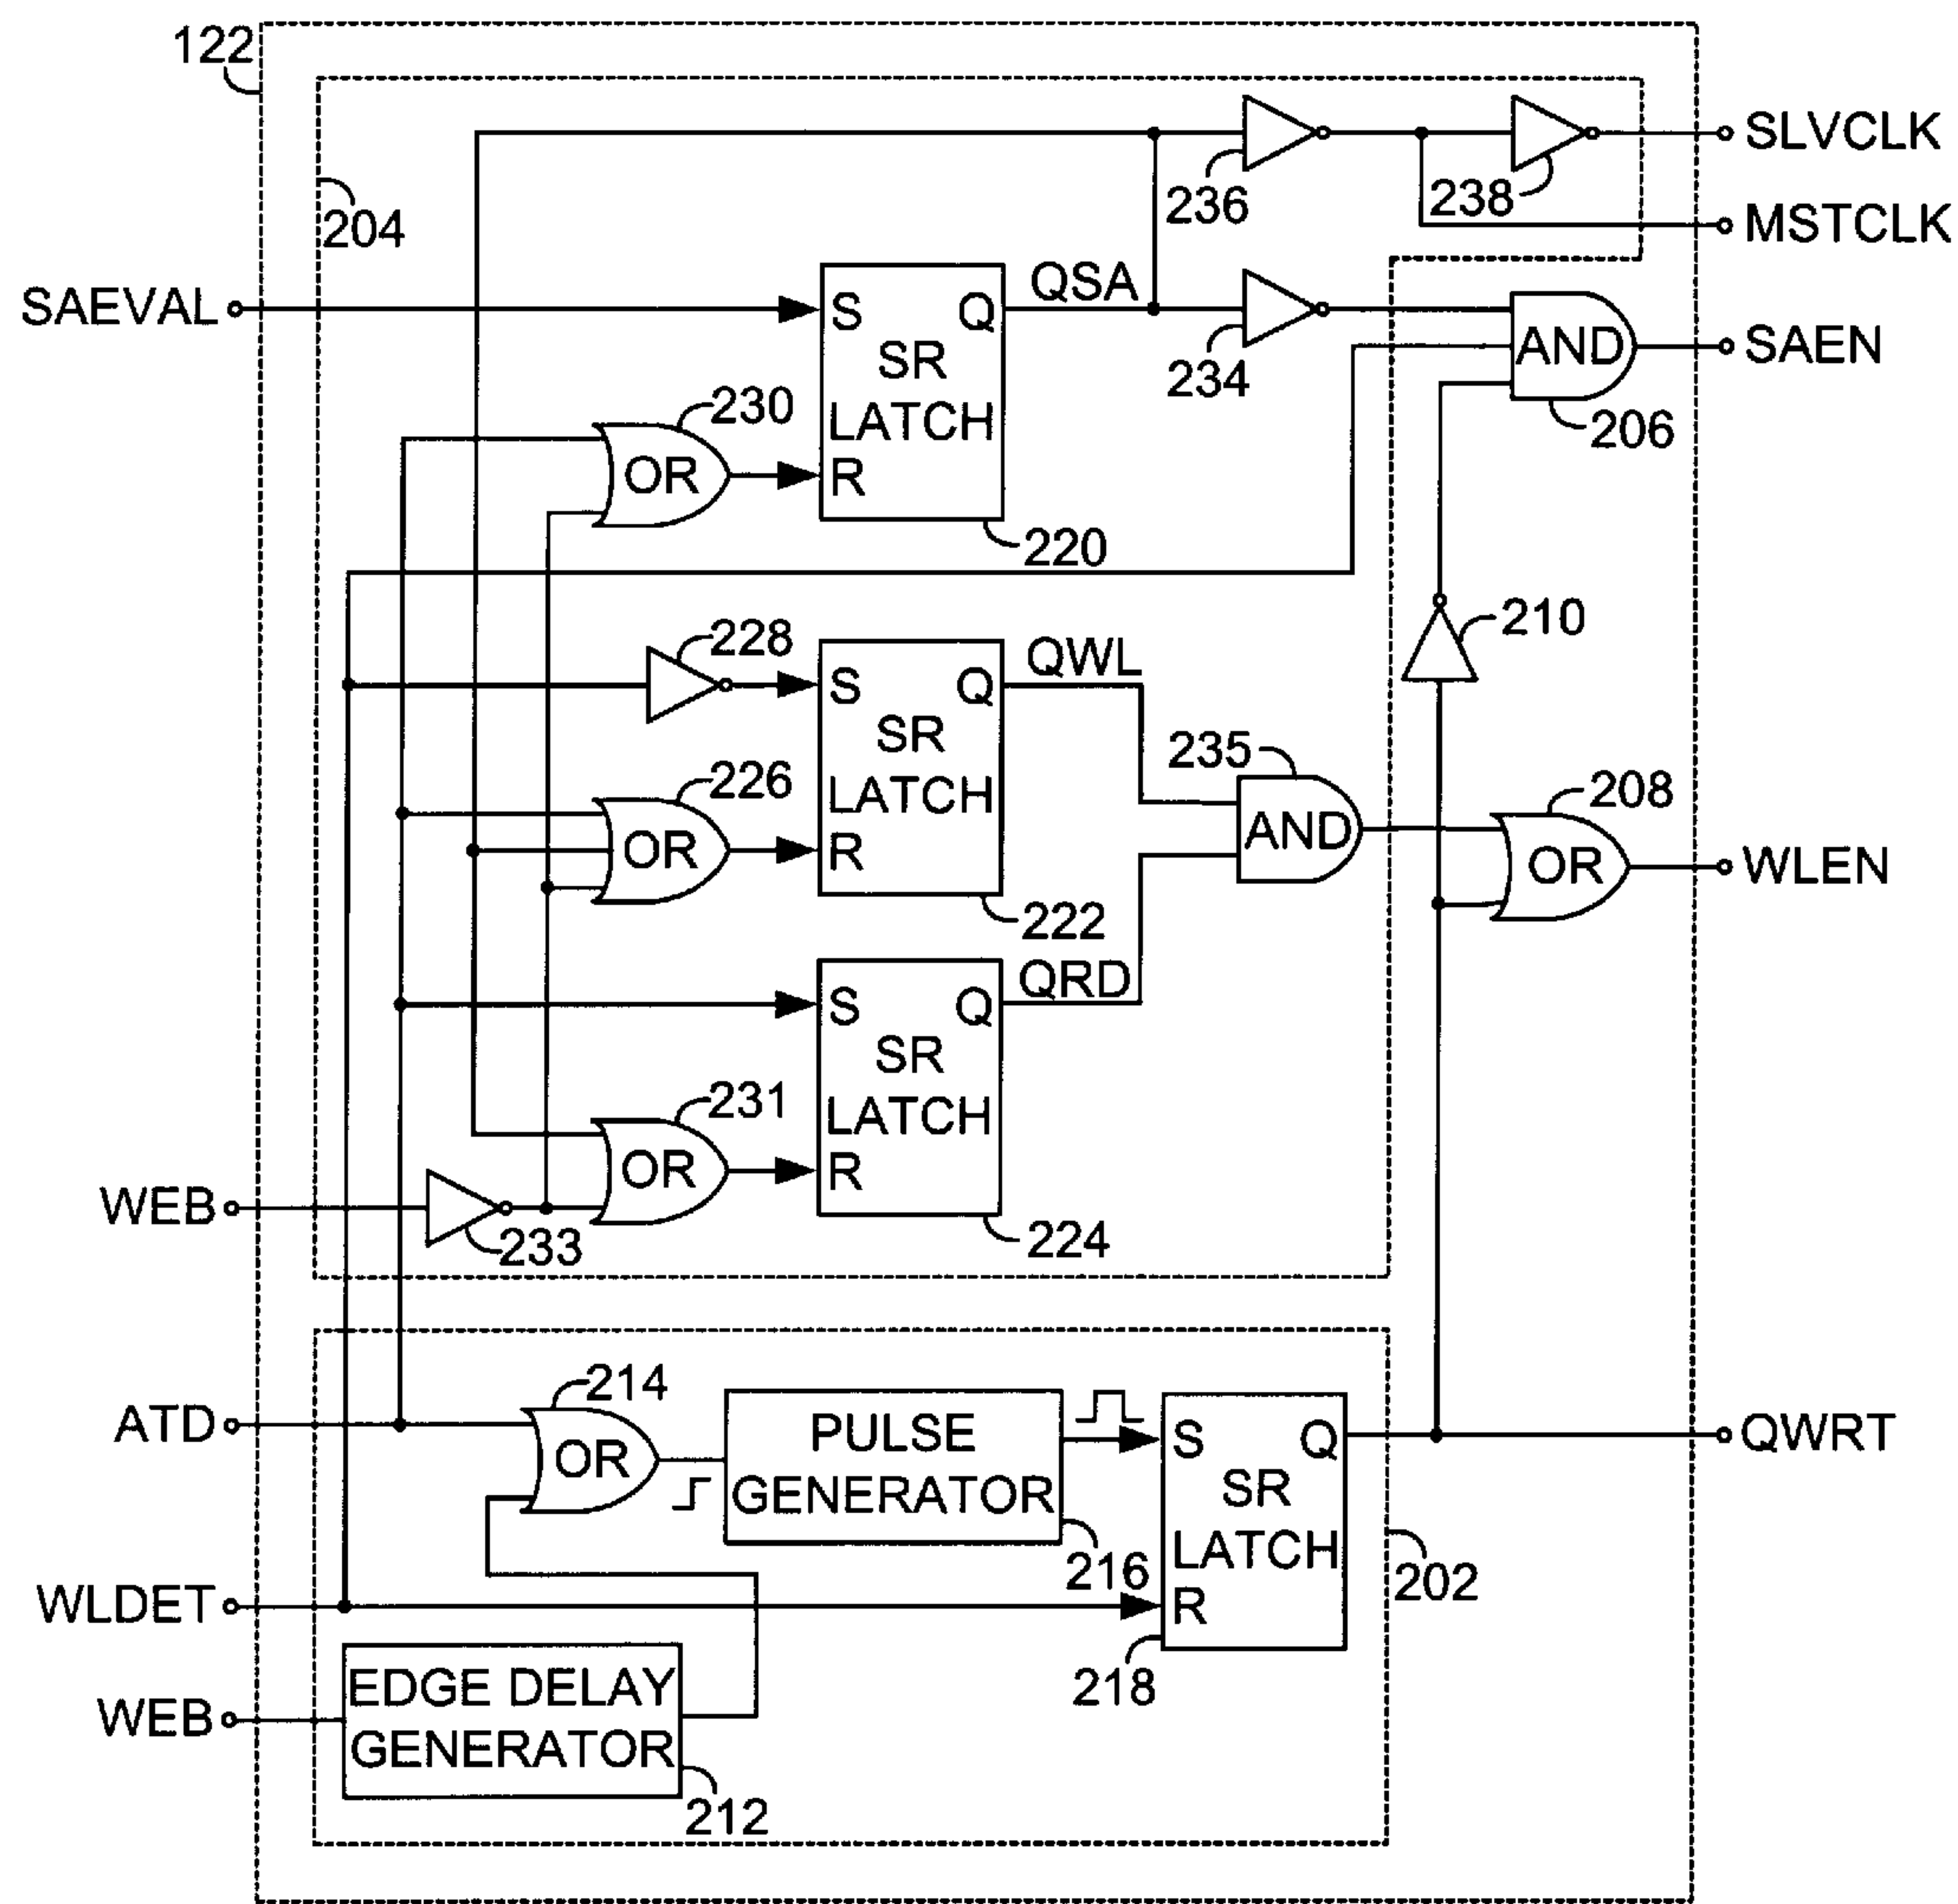 122
204
236
238
SLVCLK
MSTCLK
SAEVAL
S
Q
SR
LATCH
R
QSA
234
AND
SAEN
206
230
OR
220
210
228
S
Q
SR
LATCH
R
QWL
226
OR
222
235
AND
208
OR
WLEN
QRD
S
Q
SR
LATCH
R
231
OR
224
WEB
233
ATD
214
OR
PULSE
GENERATOR
216
S
Q
SR
LATCH
R
QWRT
202
218
WLDET
WEB
EDGE DELAY
GENERATOR
212